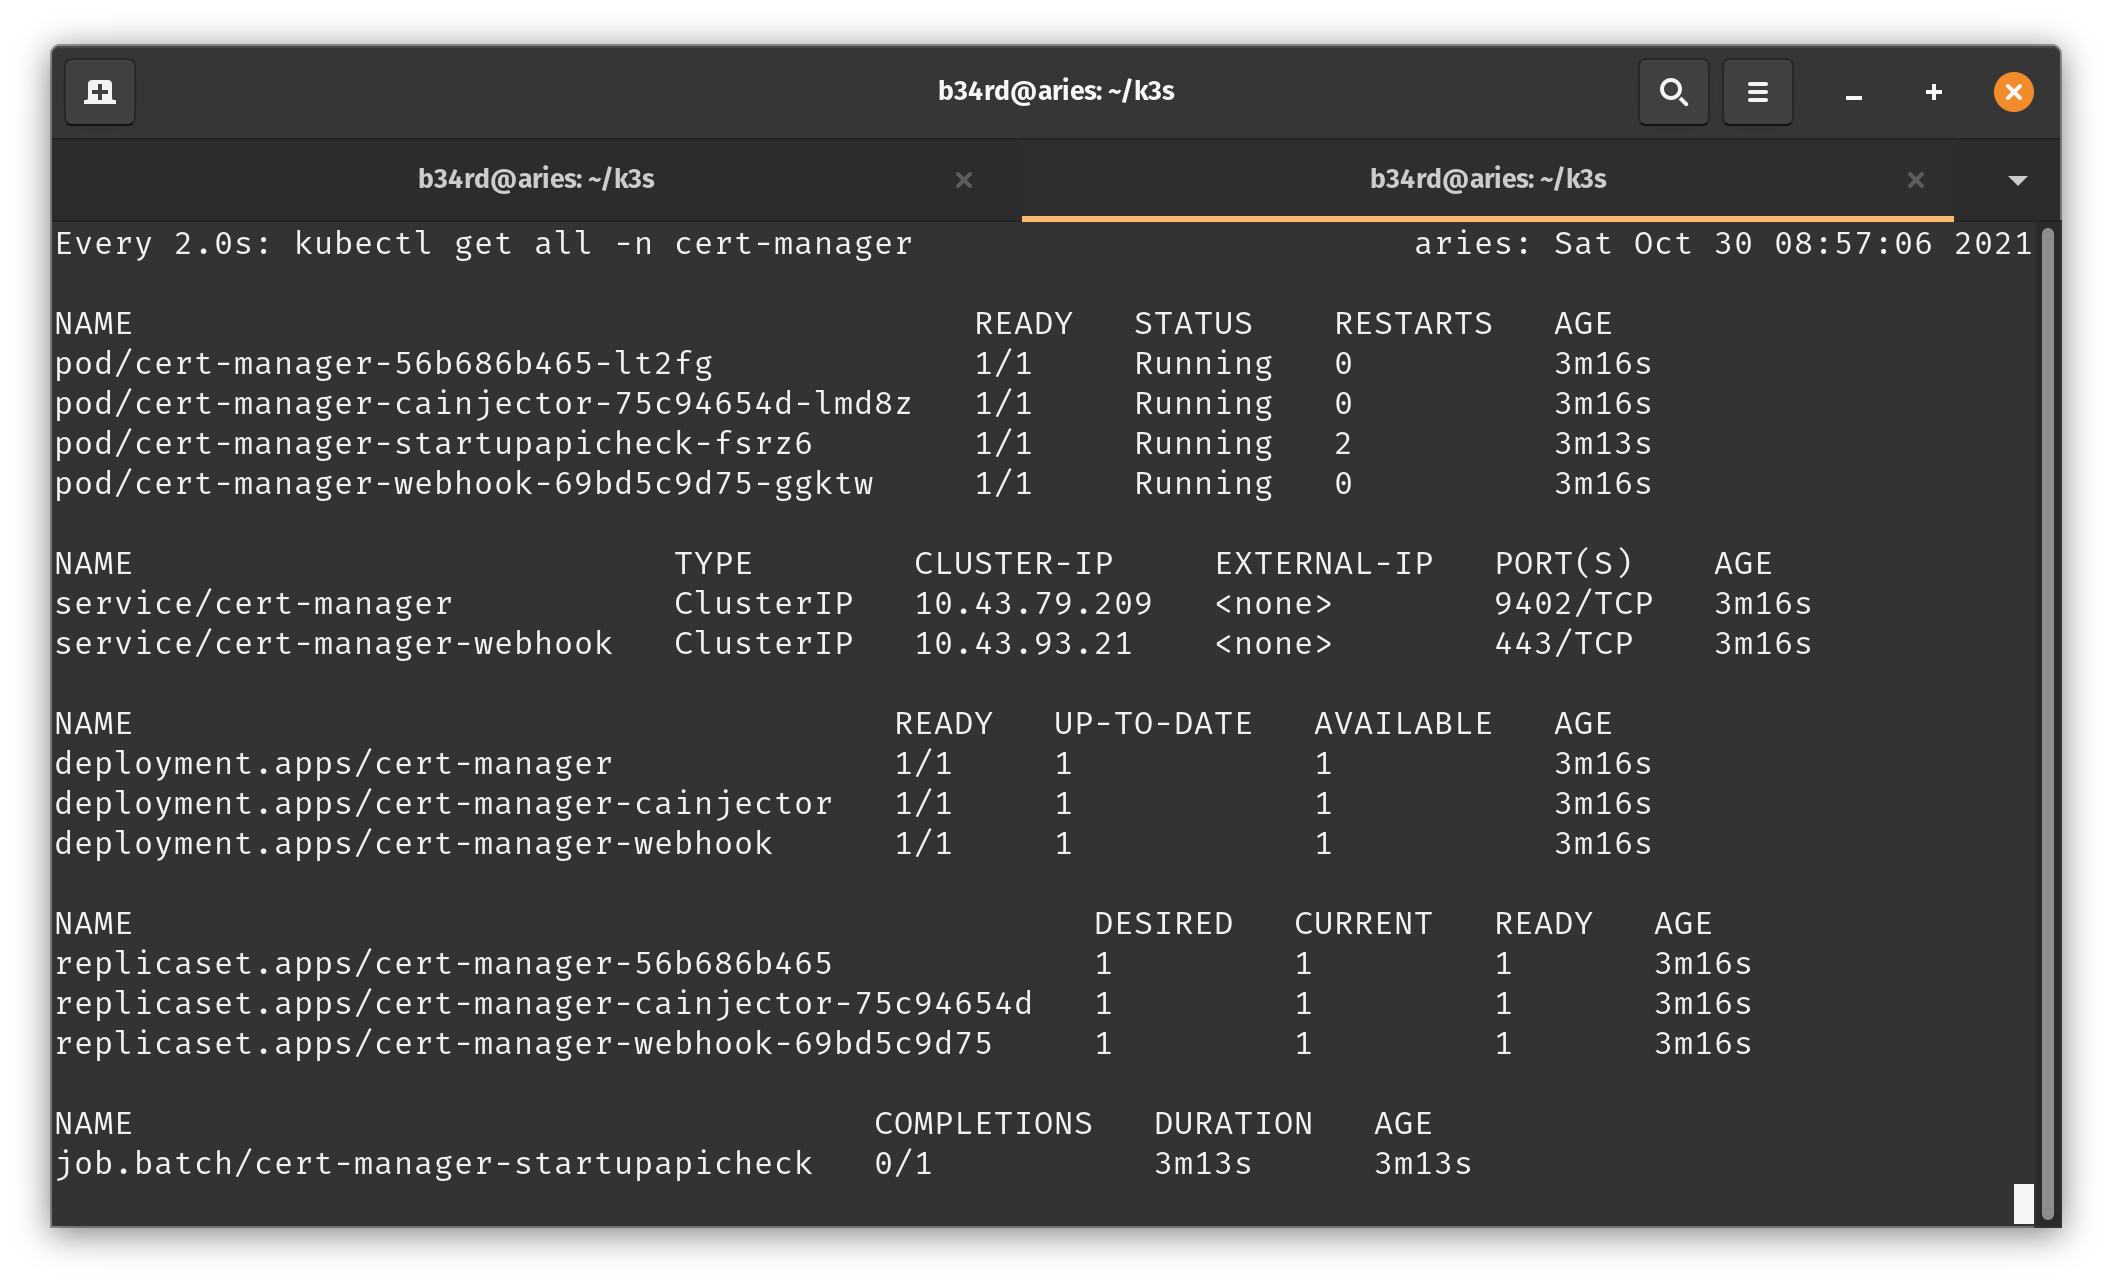 b34rd@aries: ~/k3s
b34rd@aries: ~/k3s
b34rd@aries: ~/k3s
Every 2.0s: kubectl get all -n cert-manager aries: Sat Oct 30 08:57:06 2021
NAME READY STATUS RESTARTS AGE
pod/cert-manager-56b686b465-lt2fg 1/1 Running 0 3m16s
pod/cert-manager-cainjector-75c94654d-lmd8z 1/1 Running 0 3m16s
pod/cert-manager-startupapicheck-fsrz6 1/1 Running 2 3m13s
pod/cert-manager-webhook-69bd5c9d75-ggktw 1/1 Running 0 3m16s
NAME TYPE CLUSTER-IP EXTERNAL-IP PORT(S) AGE
service/cert-manager ClusterIP 10.43.79.209 <none> 9402/TCP 3m16s
service/cert-manager-webhook ClusterIP 10.43.93.21 <none> 443/TCP 3m16s
NAME READY UP-TO-DATE AVAILABLE AGE
deployment.apps/cert-manager 1/1 1 1 3m16s
deployment.apps/cert-manager-cainjector 1/1 1 1 3m16s
deployment.apps/cert-manager-webhook 1/1 1 1 3m16s
NAME DESIRED CURRENT READY AGE
replicaset.apps/cert-manager-56b686b465 1 1 1 3m16s
replicaset.apps/cert-manager-cainjector-75c94654d 1 1 1 3m16s
replicaset.apps/cert-manager-webhook-69bd5c9d75 1 1 1 3m16s
NAME COMPLETIONS DURATION AGE
job.batch/cert-manager-startupapicheck 0/1 3m13s 3m13s